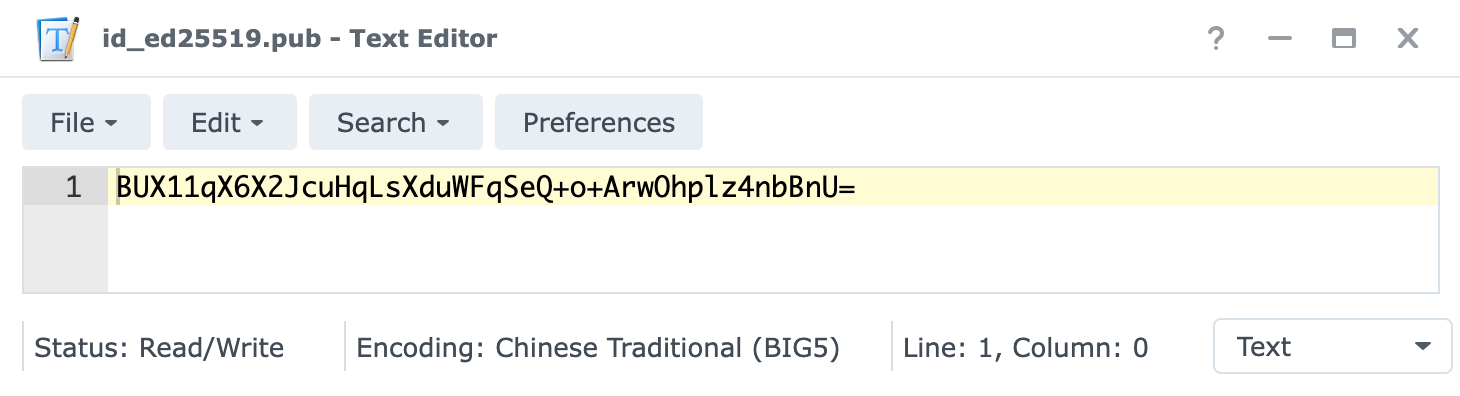 id_ed25519.pub - Text Editor
?
File Edit Search Preferences
1 BUX11qX6X2JcuHqLsXduWFqSeQ+o+ArwOhplz4nbBnU=
Status: Read/Write Encoding: Chinese Traditional (BIG5) Line: 1, Column: 0 Text